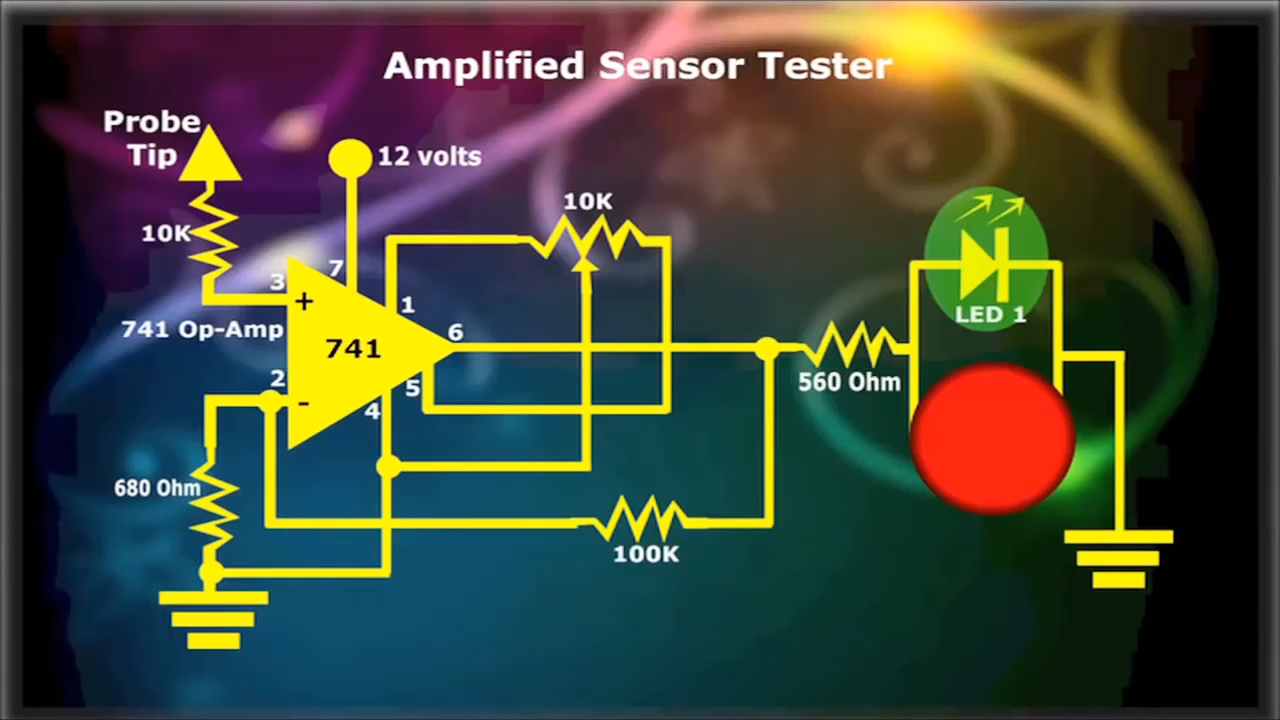 Amplified Sensor Tester
Probe
Tip
12 volts
10K
10K
3
7
+
1
741 Op-Amp
741
6
2
5
-
4
680 Ohm
100K
560 Ohm
LED 1